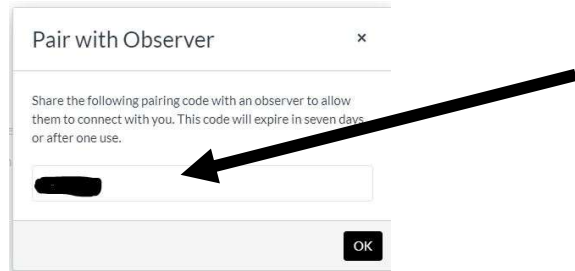 Pair with Observer ×
Share the following pairing code with an observer to allow
them to connect with you. This code will expire in seven days
or after one use.
OK